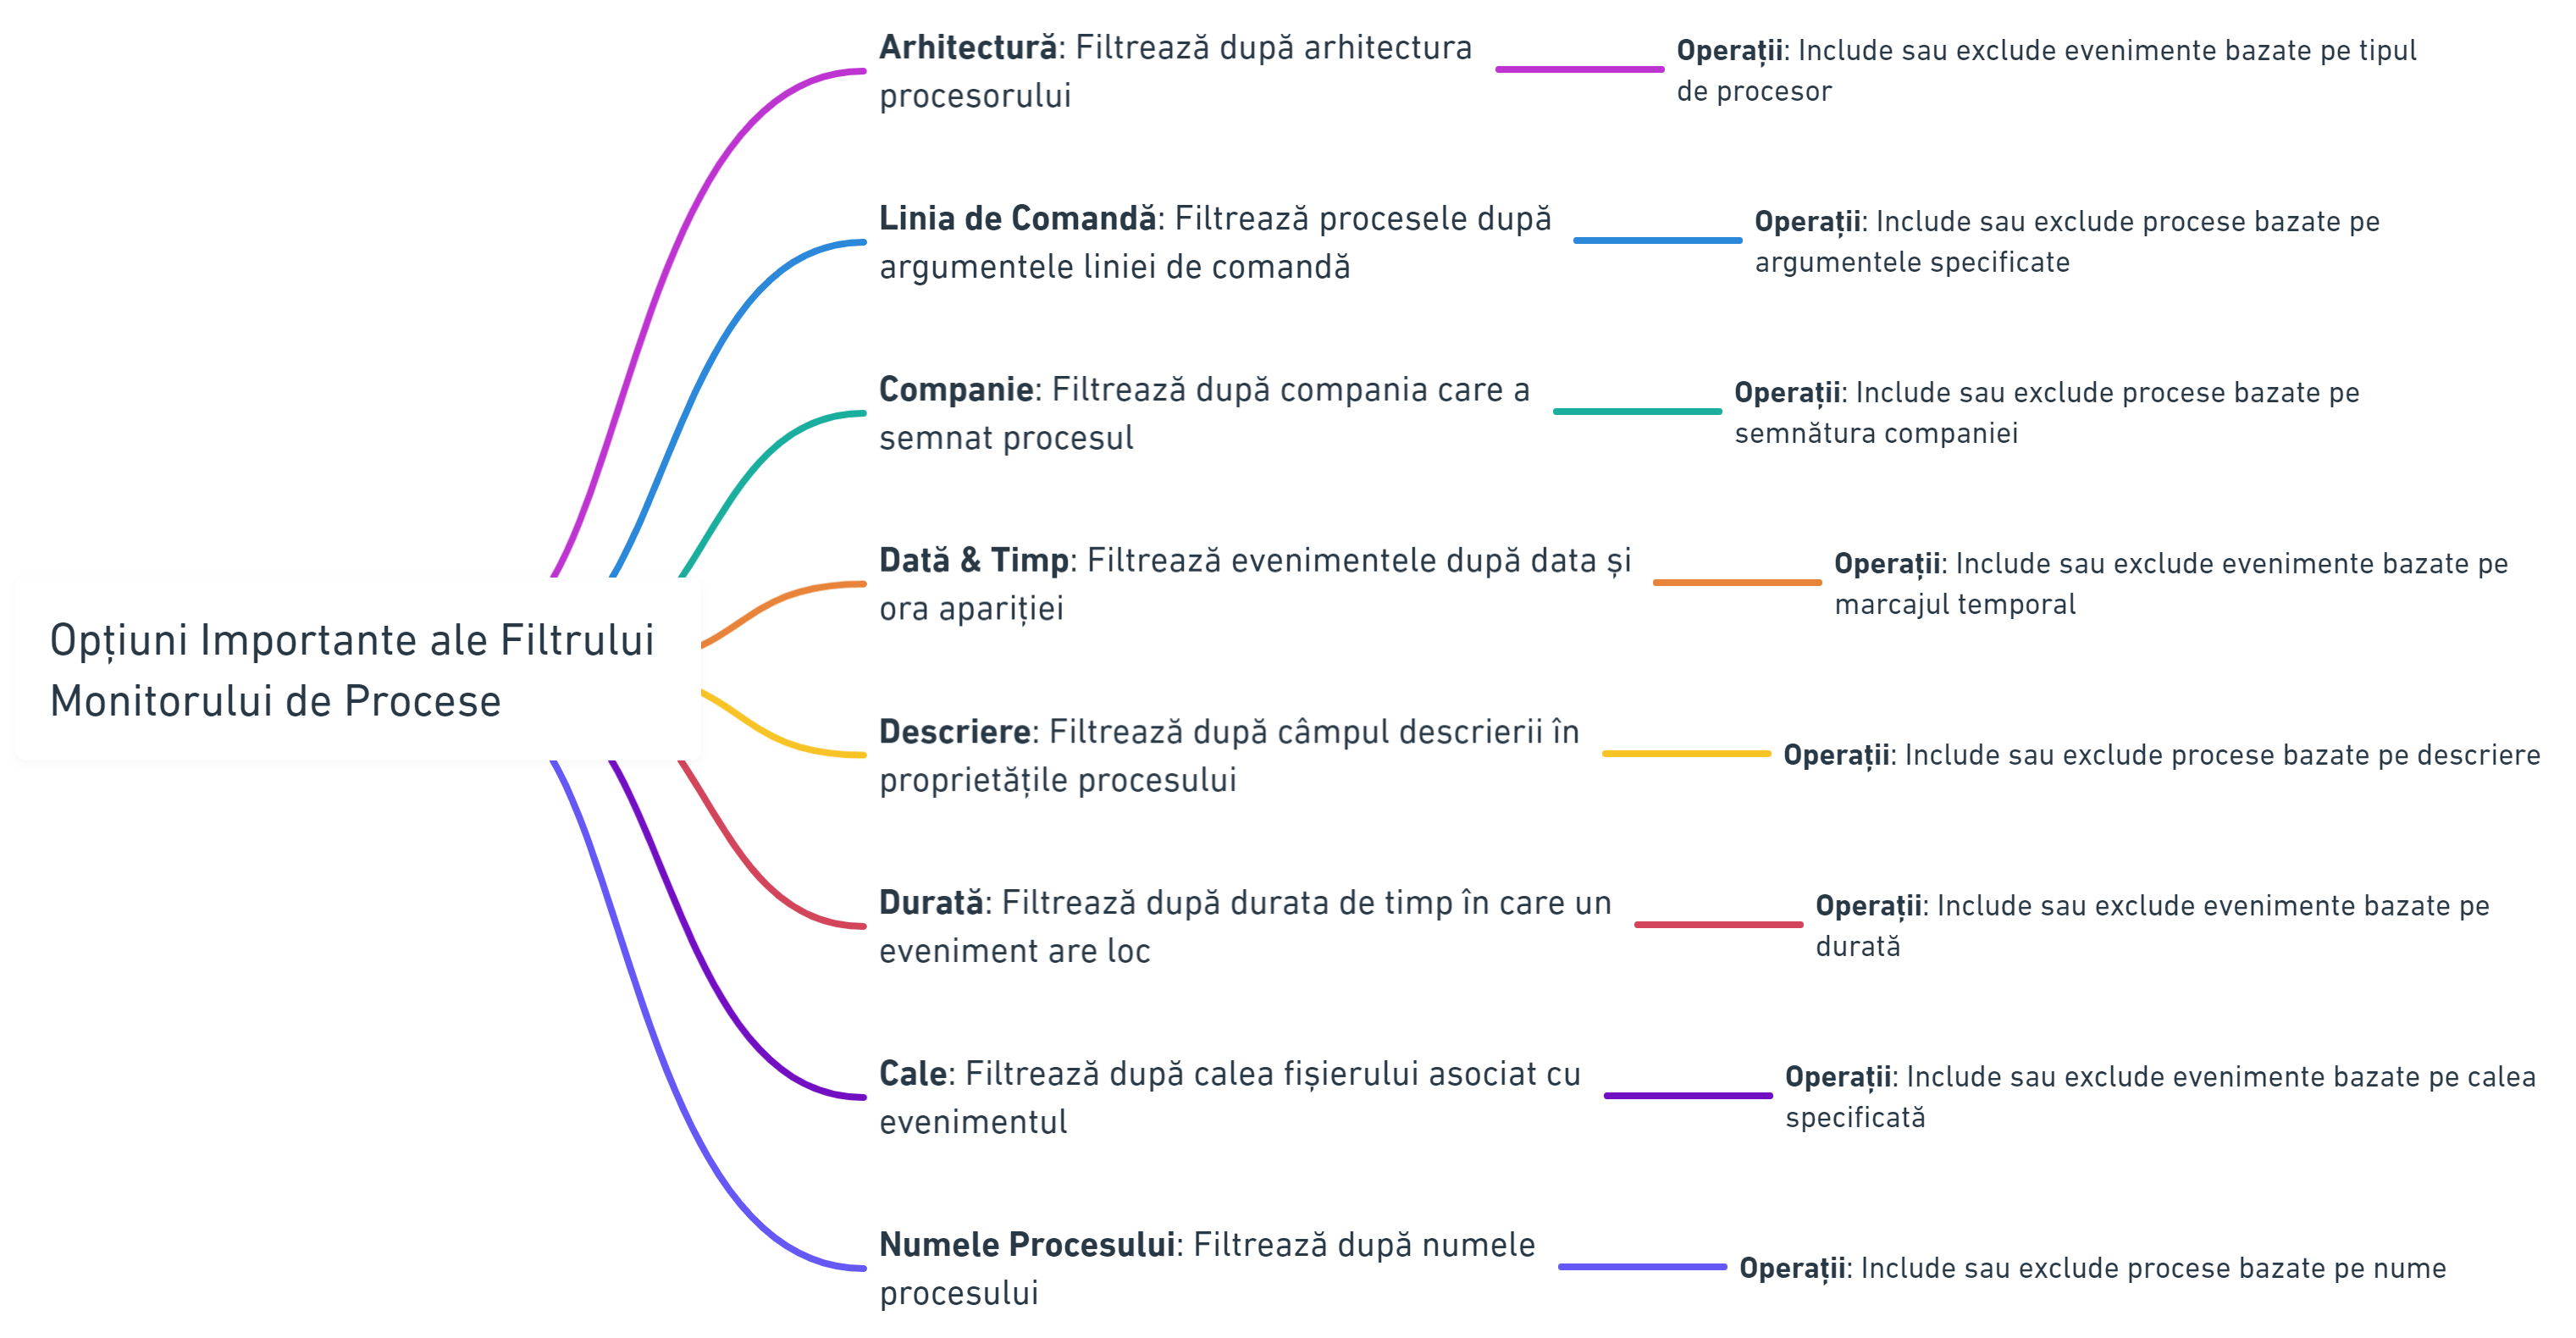 Opțiuni Importante ale Filtrului
Monitorului de Procese
Arhitectură: Filtrează după arhitectura
procesorului
Operații: Include sau exclude evenimente bazate pe tipul
de procesor
Linia de Comandă: Filtrează procesele după
argumentele liniei de comandă
Operații: Include sau exclude procese bazate pe
argumentele specificate
Companie: Filtrează după compania care a
semnat procesul
Operații: Include sau exclude procese bazate pe
semnătura companiei
Dată & Timp: Filtrează evenimentele după data și
ora apariției
Operații: Include sau exclude evenimente bazate pe
marcajul temporal
Descriere: Filtrează după câmpul descrierii în
proprietățile procesului
Operații: Include sau exclude procese bazate pe descriere
Durată: Filtrează după durata de timp în care un
eveniment are loc
Operații: Include sau exclude evenimente bazate pe
durată
Cale: Filtrează după calea fișierului asociat cu
evenimentul
Operații: Include sau exclude evenimente bazate pe calea
specificată
Numele Procesului: Filtrează după numele
procesului
Operații: Include sau exclude procese bazate pe nume